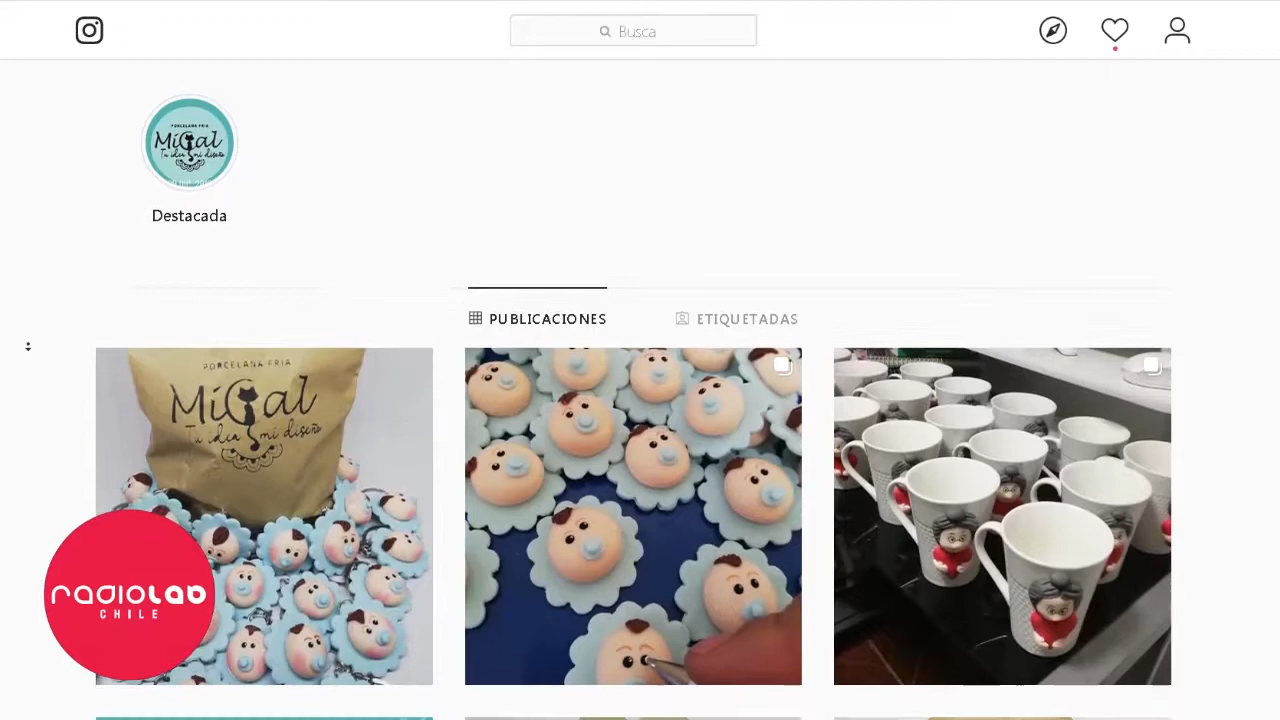 Busca
PORCELANA FRIA
MiGal
Tu idea mi diseño
Destacada
PUBLICACIONES
ETIQUETADAS
PORCELANA FRIA
MiGal
Tu idea mi diseño
radioLAB
CHILE